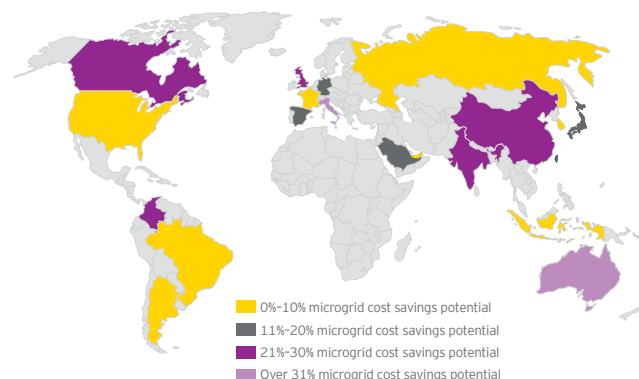 0%-10% microgrid cost savings potential
11%-20% microgrid cost savings potential
21%-30% microgrid cost savings potential
Over 31% microgrid cost savings potential